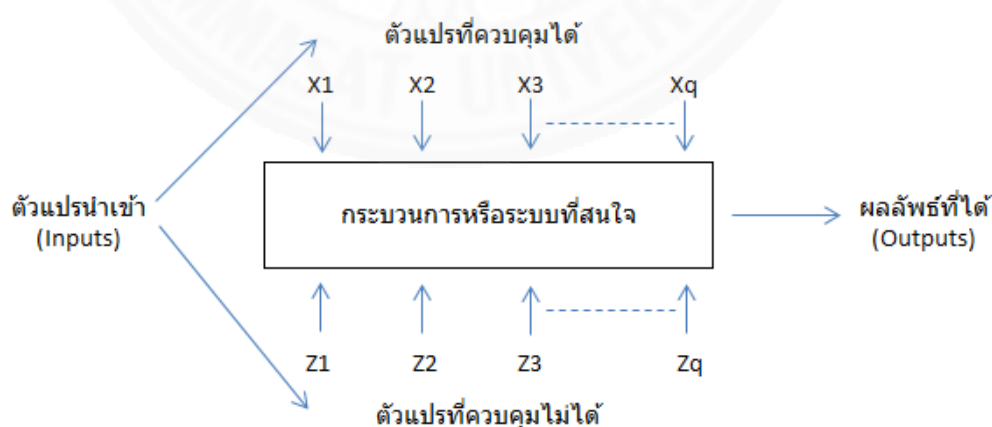 ตัวแปรที่ควบคุมได้
X1 X2 X3 Xq
ตัวแปรนำเข้า
(Inputs)
กระบวนการหรือระบบที่สนใจ
ผลลัพธ์ที่ได้
(Outputs)
Z1 Z2 Z3 Zq
ตัวแปรที่ควบคุมไม่ได้